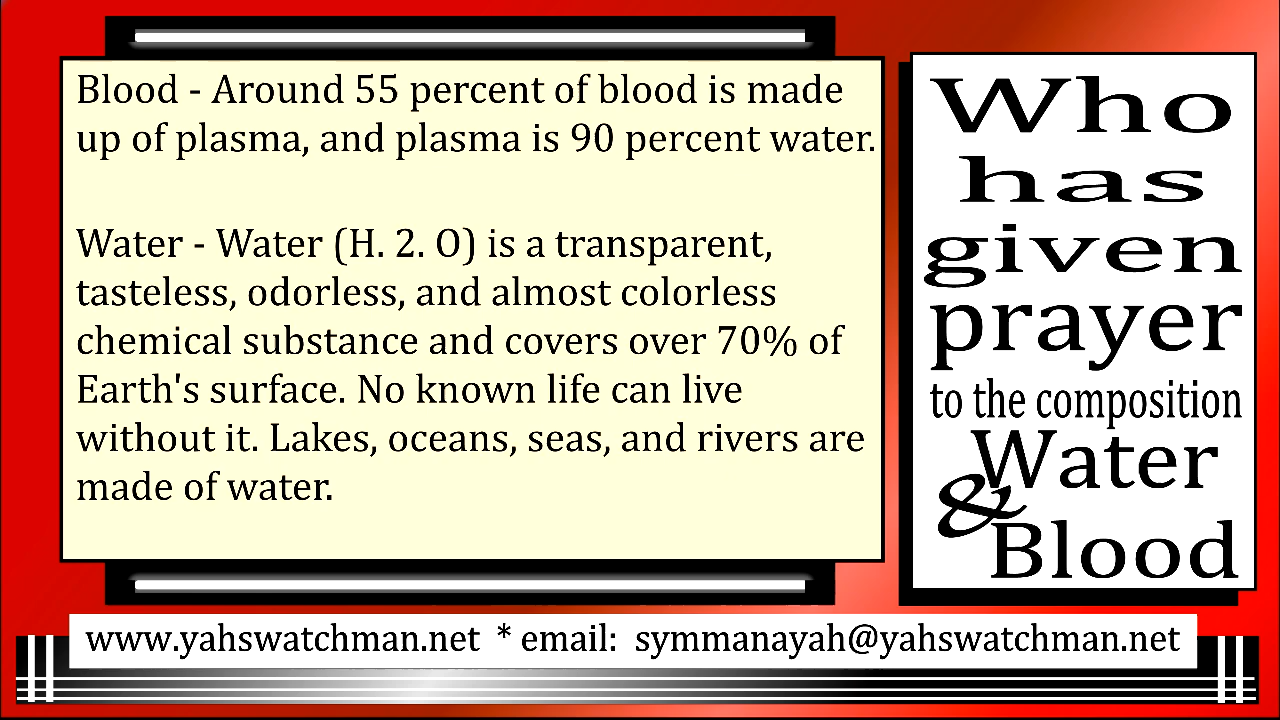 Blood - Around 55 percent of blood is made
up of plasma, and plasma is 90 percent water.
Water - Water (H. 2. O) is a transparent,
tasteless, odorless, and almost colorless
chemical substance and covers over 70% of
Earth's surface. No known life can live
without it. Lakes, oceans, seas, and rivers are
made of water.
Who
has
given
prayer
to the composition
Water
&
Blood
www.yahswatchman.net * email: symmanayah@yahswatchman.net